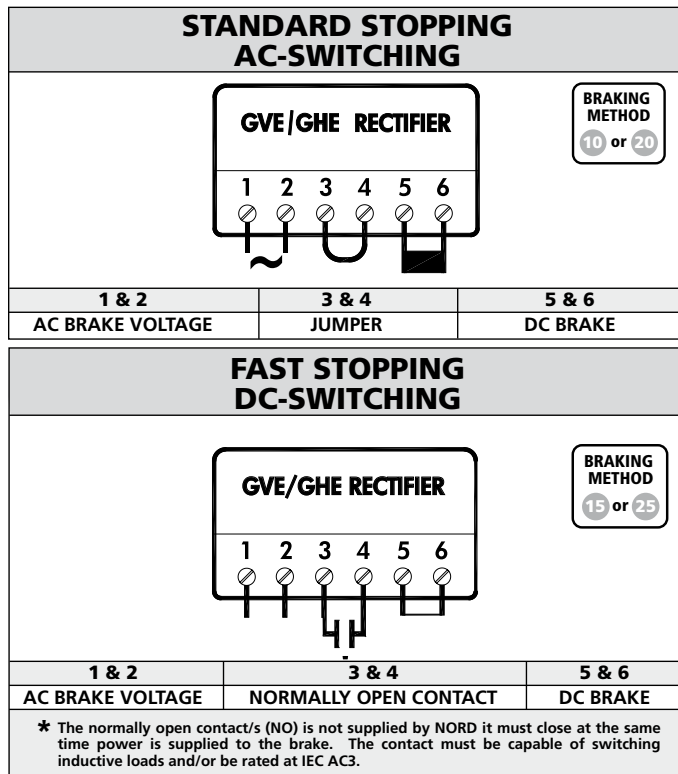 STANDARD STOPPING
AC-SWITCHING
GVE/GHE RECTIFIER
BRAKING
METHOD
10 or 20
1 2 3 4 5 6
~
1 & 2 3 & 4 5 & 6
AC BRAKE VOLTAGE JUMPER DC BRAKE
FAST STOPPING
DC-SWITCHING
GVE/GHE RECTIFIER
BRAKING
METHOD
15 or 25
1 2 3 4 5 6
1 & 2 3 & 4 5 & 6
AC BRAKE VOLTAGE NORMALLY OPEN CONTACT DC BRAKE
* The normally open contact/s (NO) is not supplied by NORD it must close at the same
time power is supplied to the brake. The contact must be capable of switching
inductive loads and/or be rated at IEC AC3.